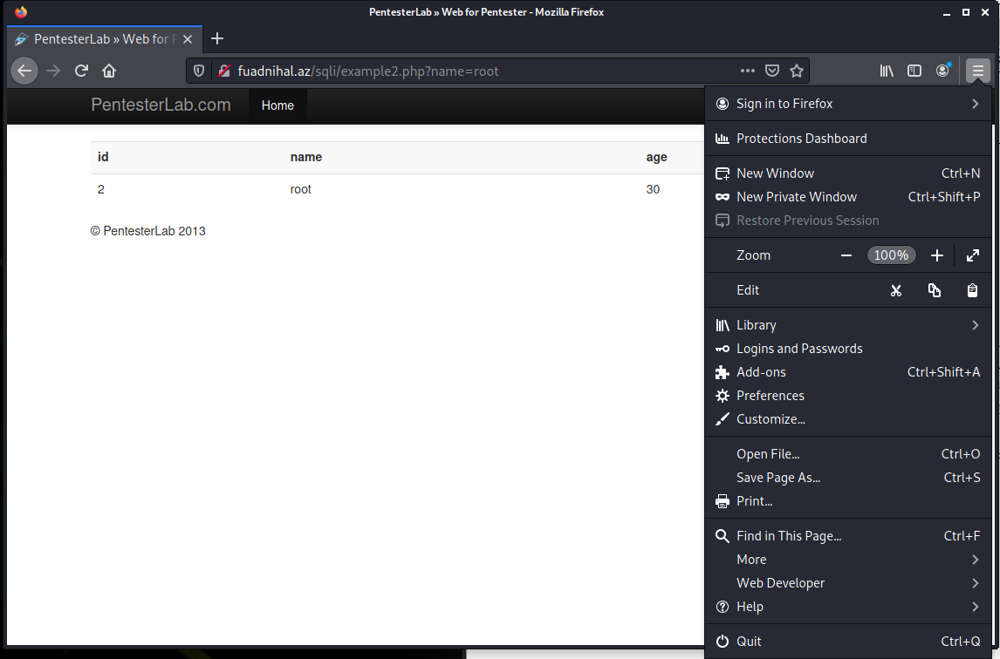 PentesterLab » Web for Pentester - Mozilla Firefox
PentesterLab » Web for P
fuadnihal.az/sqli/example2.php?name=root
PentesterLab.com Home
id name age
2 root 30
© PentesterLab 2013
Sign in to Firefox
Protections Dashboard
New Window Ctrl+N
New Private Window Ctrl+Shift+P
Restore Previous Session
Zoom 100%
Edit
Library
Logins and Passwords
Add-ons Ctrl+Shift+A
Preferences
Customize...
Open File... Ctrl+O
Save Page As... Ctrl+S
Print...
Find in This Page... Ctrl+F
More
Web Developer
Help
Quit Ctrl+Q